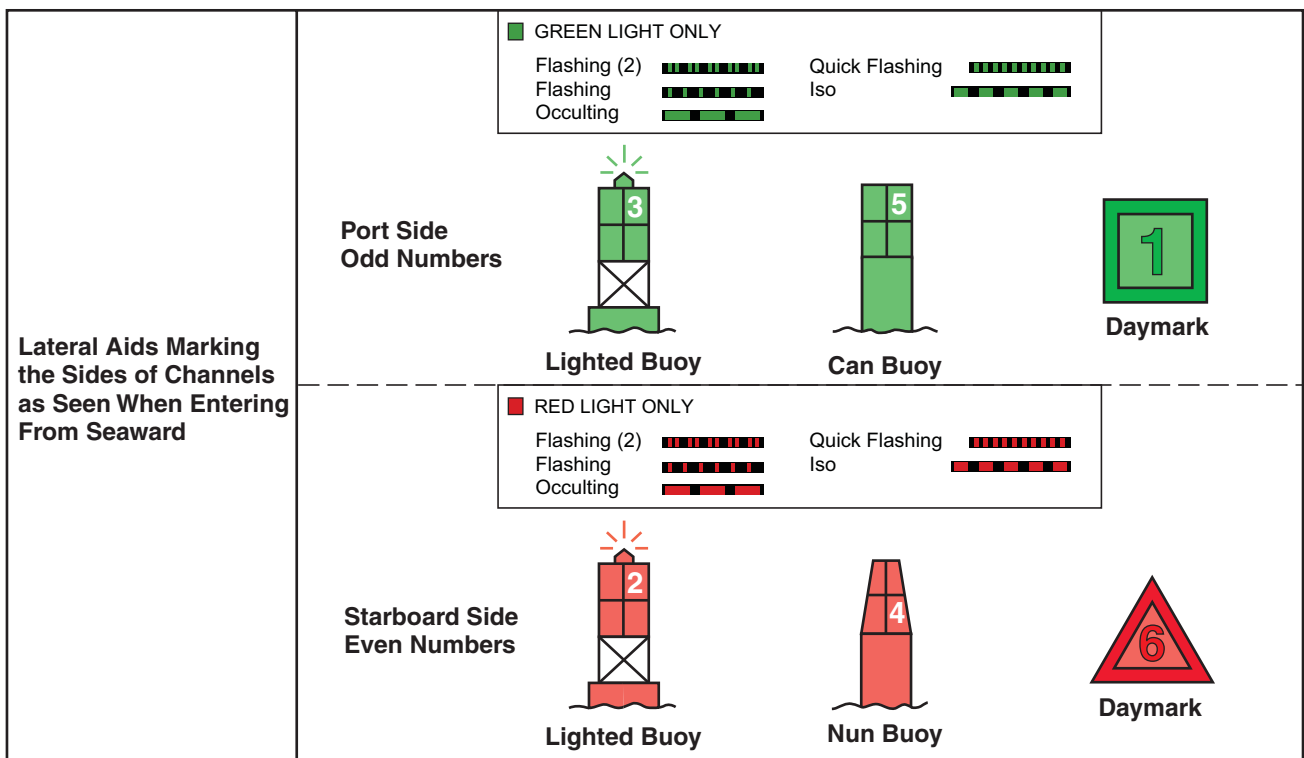 Lateral Aids Marking
the Sides of Channels
as Seen When Entering
From Seaward
GREEN LIGHT ONLY
Flashing (2)
Flashing
Occulting
Quick Flashing
Iso
Port Side
Odd Numbers
3
Lighted Buoy
5
Can Buoy
1
Daymark
RED LIGHT ONLY
Flashing (2)
Flashing
Occulting
Quick Flashing
Iso
Starboard Side
Even Numbers
2
Lighted Buoy
4
Nun Buoy
6
Daymark